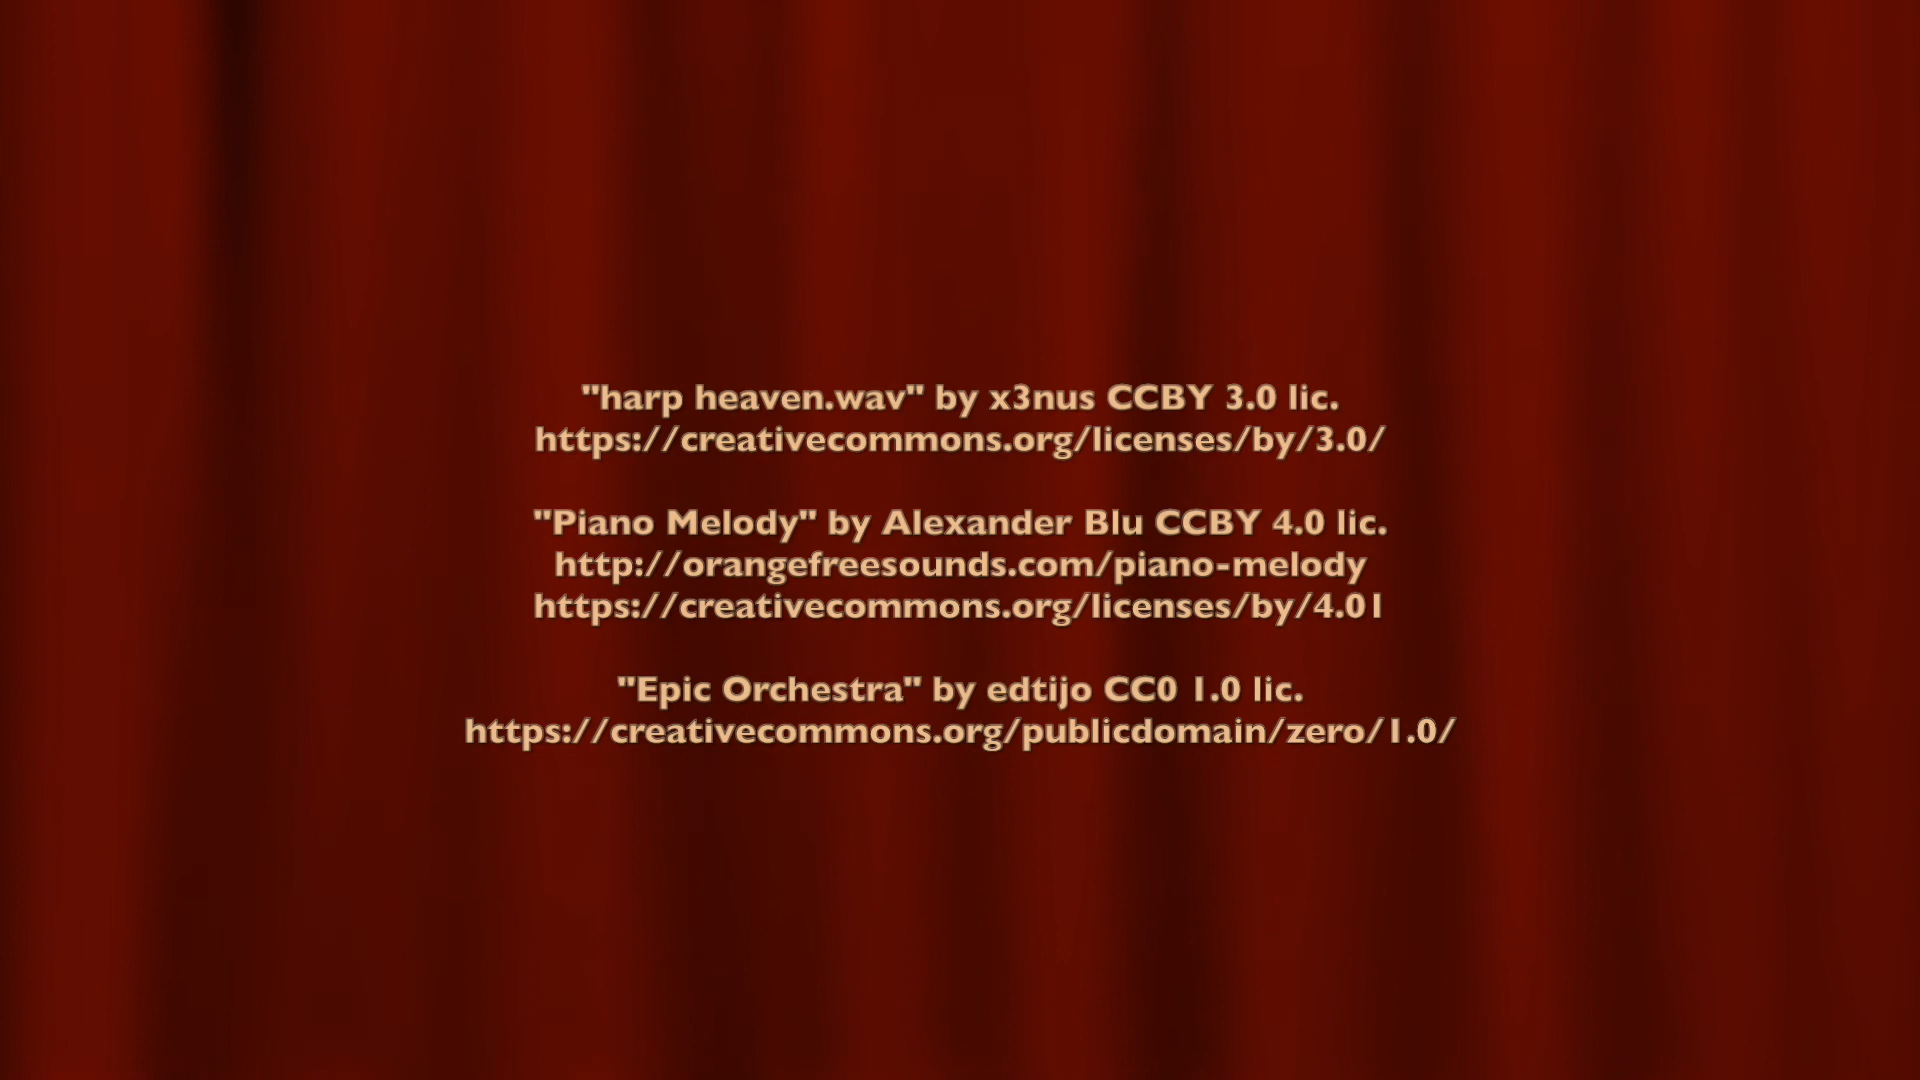 "harp heaven.wav" by x3nus CCBY 3.0 lic.
https://creativecommons.org/licenses/by/3.0/
"Piano Melody" by Alexander Blu CCBY 4.0 lic.
http://orangefreesounds.com/piano-melody
https://creativecommons.org/licenses/by/4.01
"Epic Orchestra" by edtijo CC0 1.0 lic.
https://creativecommons.org/publicdomain/zero/1.0/